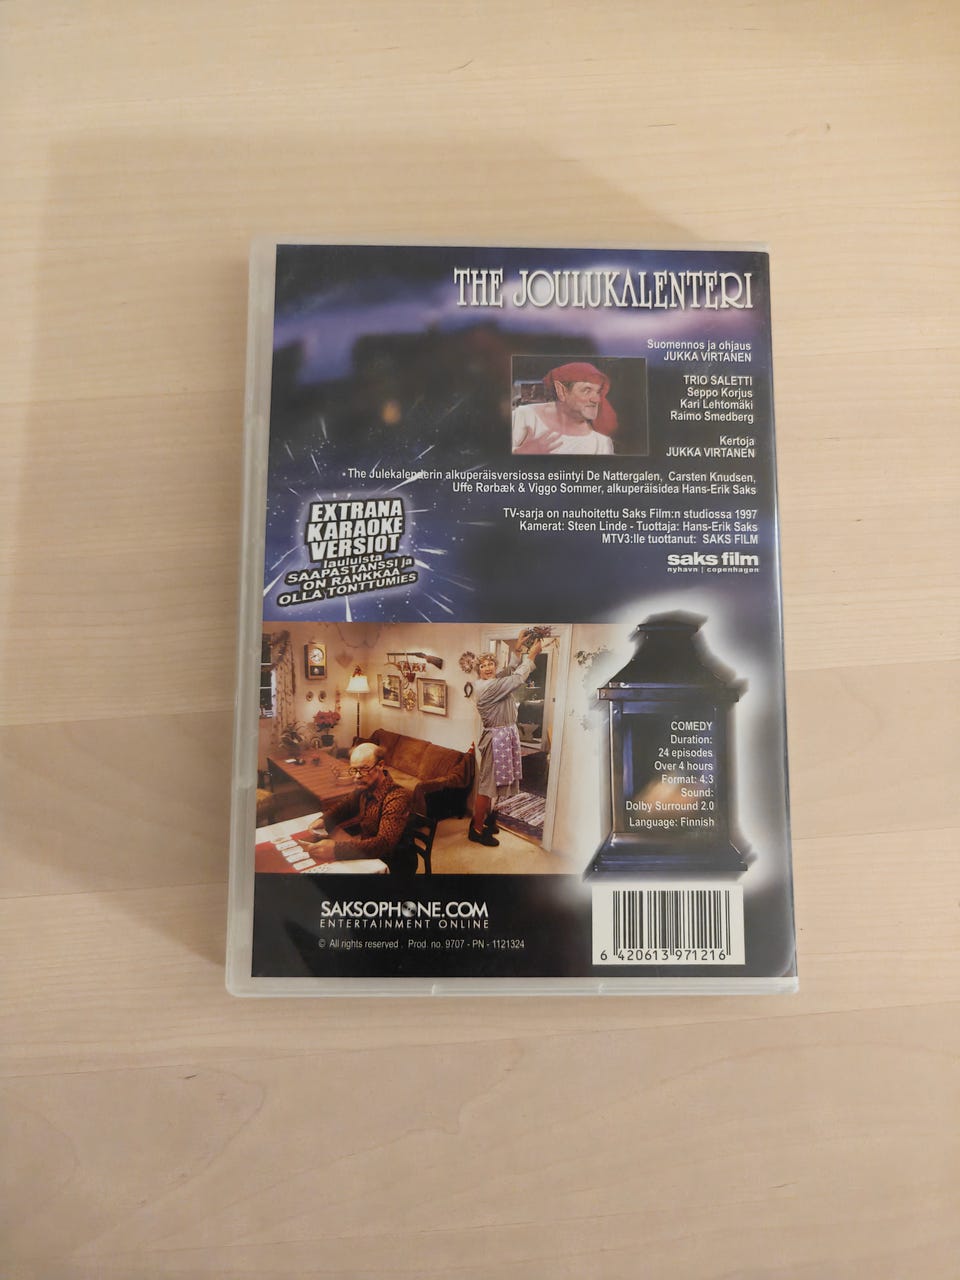 THE JOULUKALENTERI
Suomennos ja ohjaus
JUKKA VIRTANEN
TRIO SALETTI
Seppo Korjus
Kari Lehtomäki
Raimo Smedberg
Kertoja
JUKKA VIRTANEN
The Julekalenderin alkuperäisversiossa esiintyi De Nattergalen, Carsten Knudsen,
Uffe Rørbæk & Viggo Sommer, alkuperäisidea Hans-Erik Saks
TV-sarja on nauhoitettu Saks Film:n studiossa 1997
Kamerat: Steen Linde - Tuottaja: Hans-Erik Saks
MTV3:lle tuottanut: SAKS FILM
saks film
nyhavn | copenhagen
EXTRANA
KARAOKE
VERSIOT
lauluista
SAAPASTANSSI ja
ON RANKKAA
OLLA TONTTUMIES
COMEDY
Duration:
24 episodes
Over 4 hours
Format: 4:3
Sound:
Dolby Surround 2.0
Language: Finnish
SAKSOPHONE.COM
ENTERTAINMENT ONLINE
© All rights reserved . Prod. no. 9707 - PN - 1121324
6 420613 971216